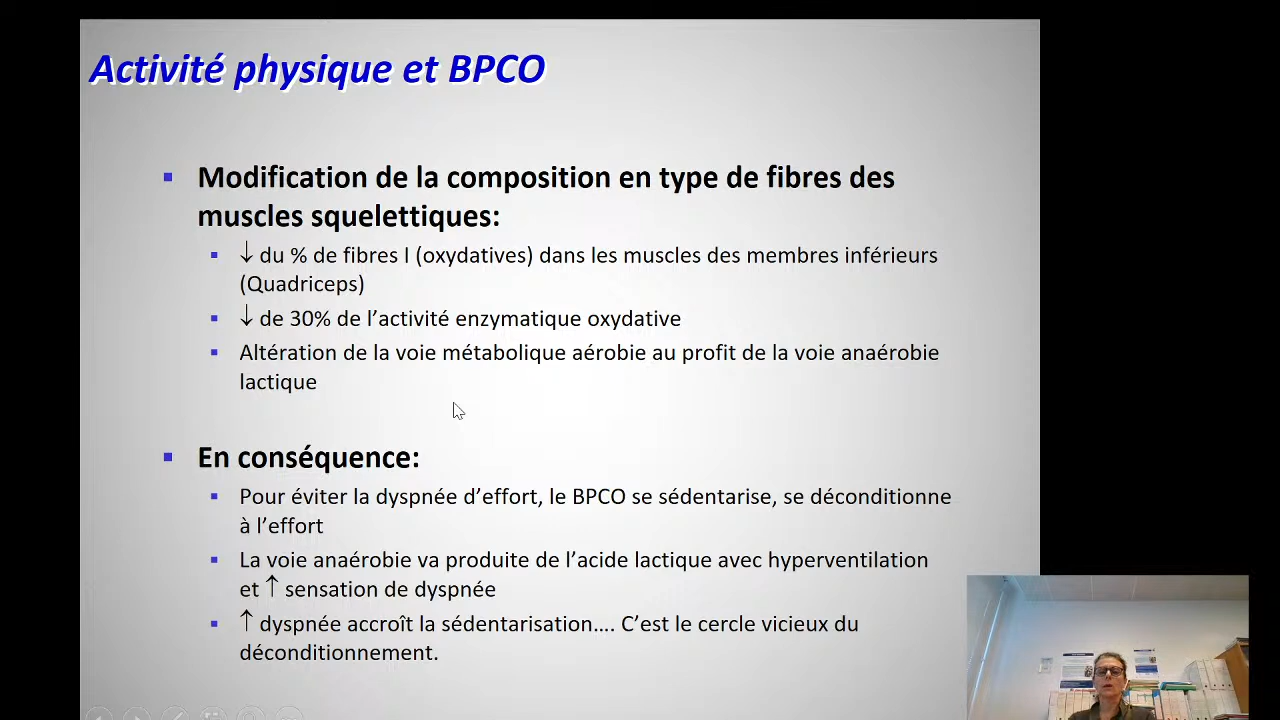 Activité physique et BPCO
Modification de la composition en type de fibres des
muscles squelettiques:
↓ du % de fibres I (oxydatives) dans les muscles des membres inférieurs
(Quadriceps)
↓ de 30% de l’activité enzymatique oxydative
Altération de la voie métabolique aérobie au profit de la voie anaérobie
lactique
En conséquence:
Pour éviter la dyspnée d’effort, le BPCO se sédentarise, se déconditionne
à l’effort
La voie anaérobie va produite de l’acide lactique avec hyperventilation
et ↑ sensation de dyspnée
↑ dyspnée accroît la sédentarisation…. C’est le cercle vicieux du
déconditionnement.